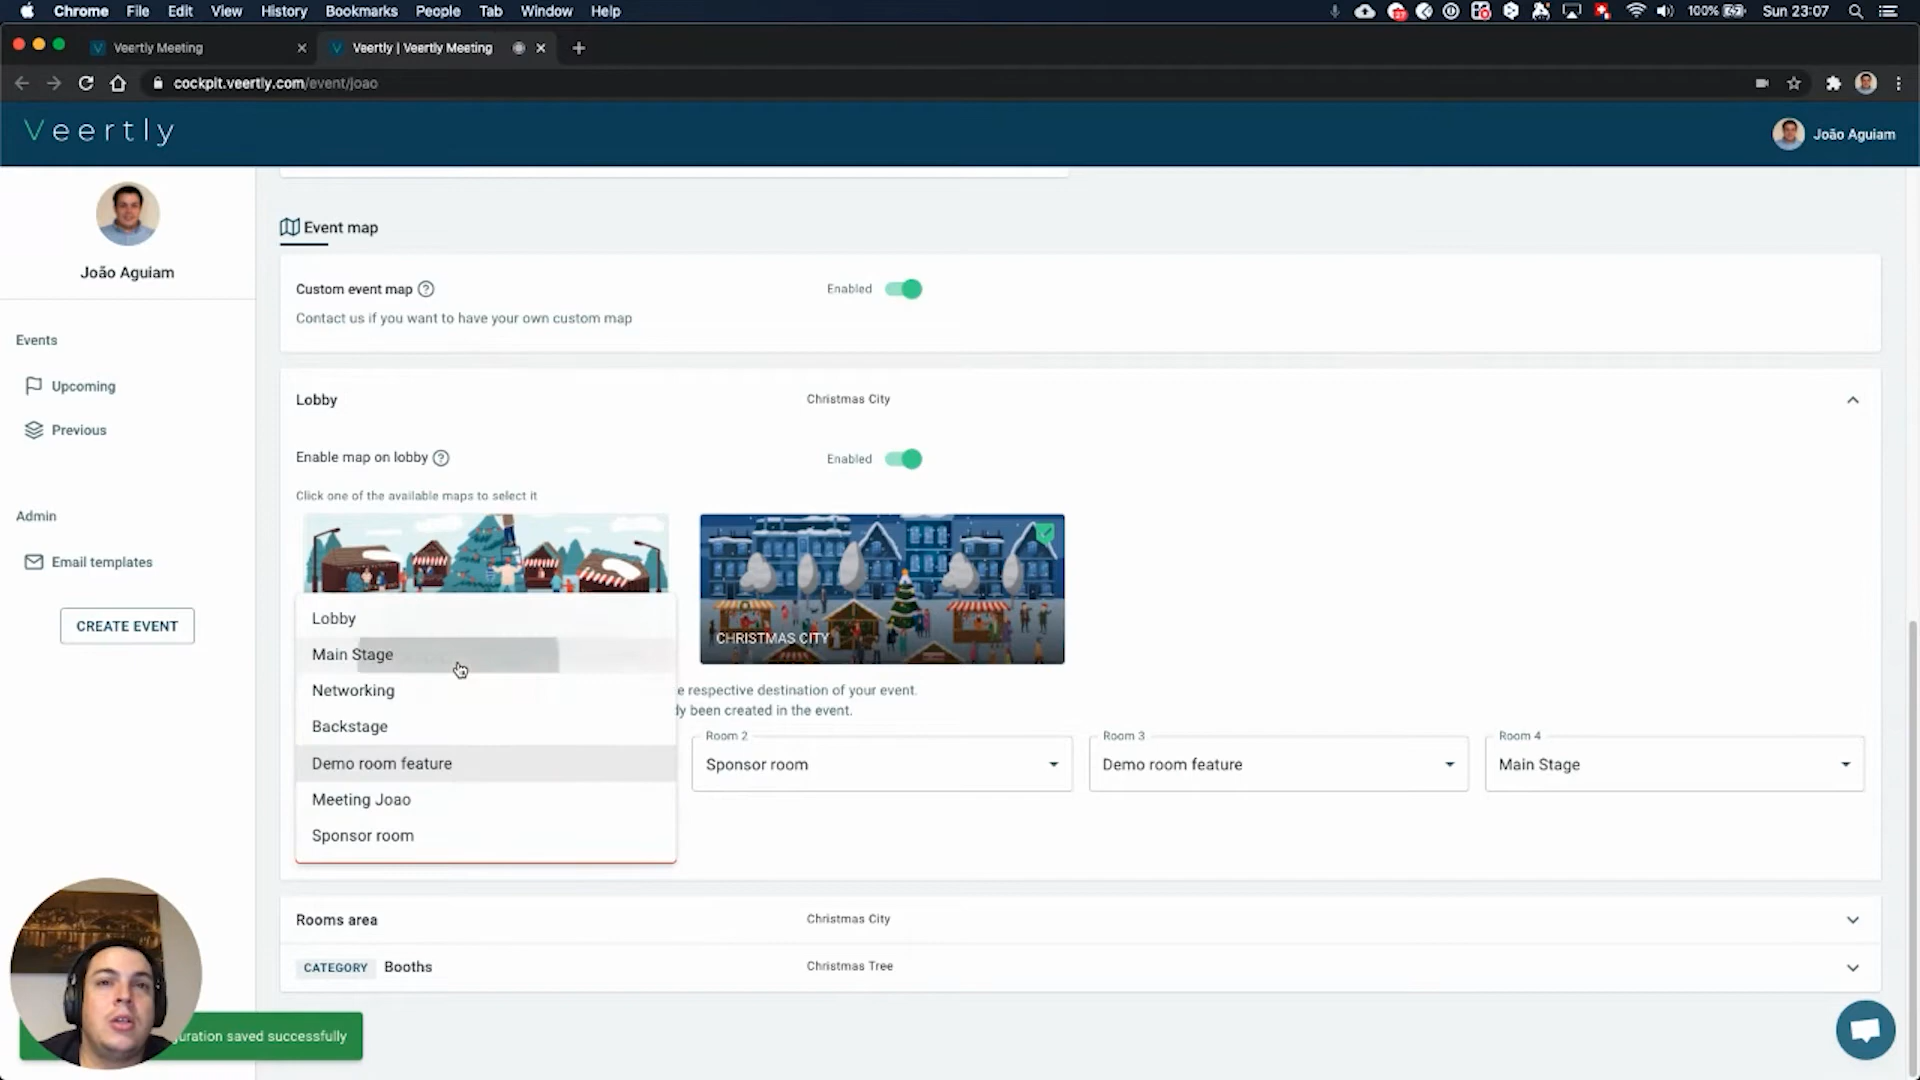 Chrome File Edit View History Bookmarks People Tab Window Help
100% Sun 23:07
Veertly Meeting
Veertly | Veertly Meeting
cockpit.veertly.com/event/joao
Veertly
João Aguiam
João Aguiam
Events
Upcoming
Previous
Admin
Email templates
CREATE EVENT
Event map
Custom event map
Enabled
Contact us if you want to have your own custom map
Lobby
Christmas City
Enable map on lobby
Enabled
Click one of the available maps to select it
CHRISTMAS CITY
Lobby
Main Stage
Networking
Backstage
Demo room feature
Meeting Joao
Sponsor room
e respective destination of your event.
dy been created in the event.
Room 2
Sponsor room
Room 3
Demo room feature
Room 4
Main Stage
Rooms area
Christmas City
CATEGORY Booths
Christmas Tree
uration saved successfully